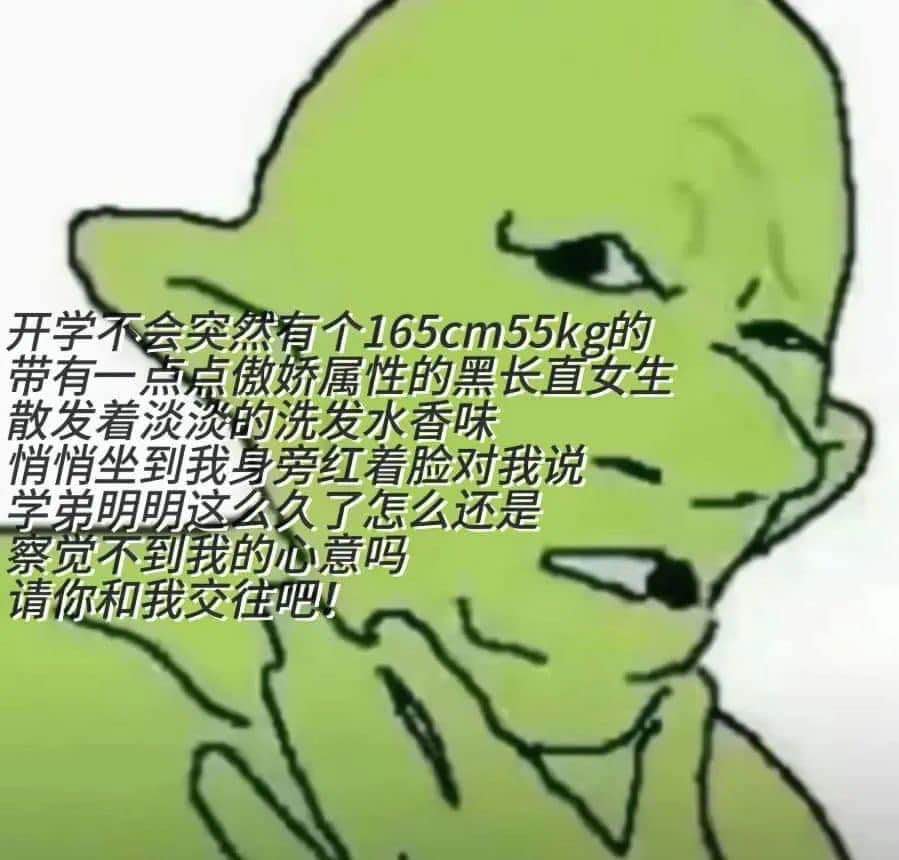 开学不会突然有个165cm55kg的
带有一点点傲娇属性的黑长直女生
散发着淡淡的洗发水香味
悄悄坐到我身旁红着脸对我说
学弟明明这么久了怎么还是
察觉不到我的心意吗
请你和我交往吧!